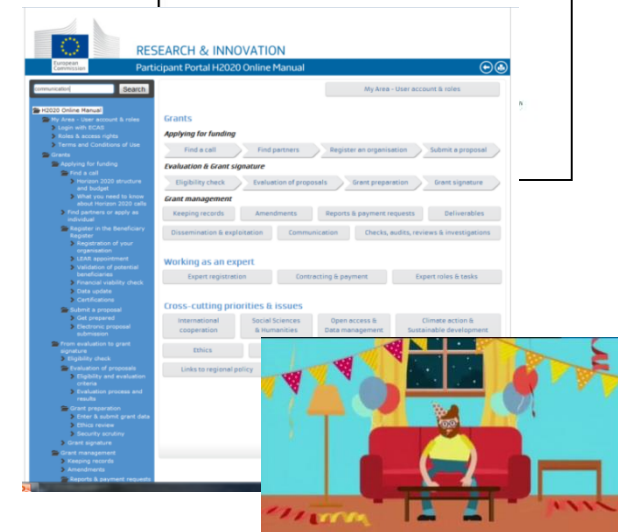 European
Commission
RESEARCH & INNOVATION
Participant Portal H2020 Online Manual
communication
Search
My Area - User account & roles
H2020 Online Manual
My Area - User account & roles
Login with ECAS
Roles & access rights
Terms and Conditions of Use
Grants
Applying for funding
Find a call
Horizon 2020 structure
and budget
What you need to know
about Horizon 2020 calls
Find partners or apply as
individual
Register in the Beneficiary
Register
Registration of your
organisation
LEAR appointment
Validation of potential
beneficiaries
Financial viability check
Data update
Certifications
Submit a proposal
Get prepared
Electronic proposal
submission
From evaluation to grant
signature
Eligibility check
Evaluation of proposals
Eligibility and evaluation
criteria
Evaluation process and
results
Grant preparation
Enter & submit grant data
Ethics review
Security scrutiny
Grant signature
Grant management
Keeping records
Amendments
Reports & payment requests
Grants
Applying for funding
Find a call
Find partners
Register an organisation
Submit a proposal
Evaluation & Grant signature
Eligibility check
Evaluation of proposals
Grant preparation
Grant signature
Grant management
Keeping records
Amendments
Reports & payment requests
Deliverables
Dissemination & exploitation
Communication
Checks, audits, reviews & investigations
Working as an expert
Expert registration
Contracting & payment
Expert roles & tasks
Cross-cutting priorities & issues
International
cooperation
Social Sciences
& Humanities
Open access &
Data management
Climate action &
Sustainable development
Ethics
Links to regional policy